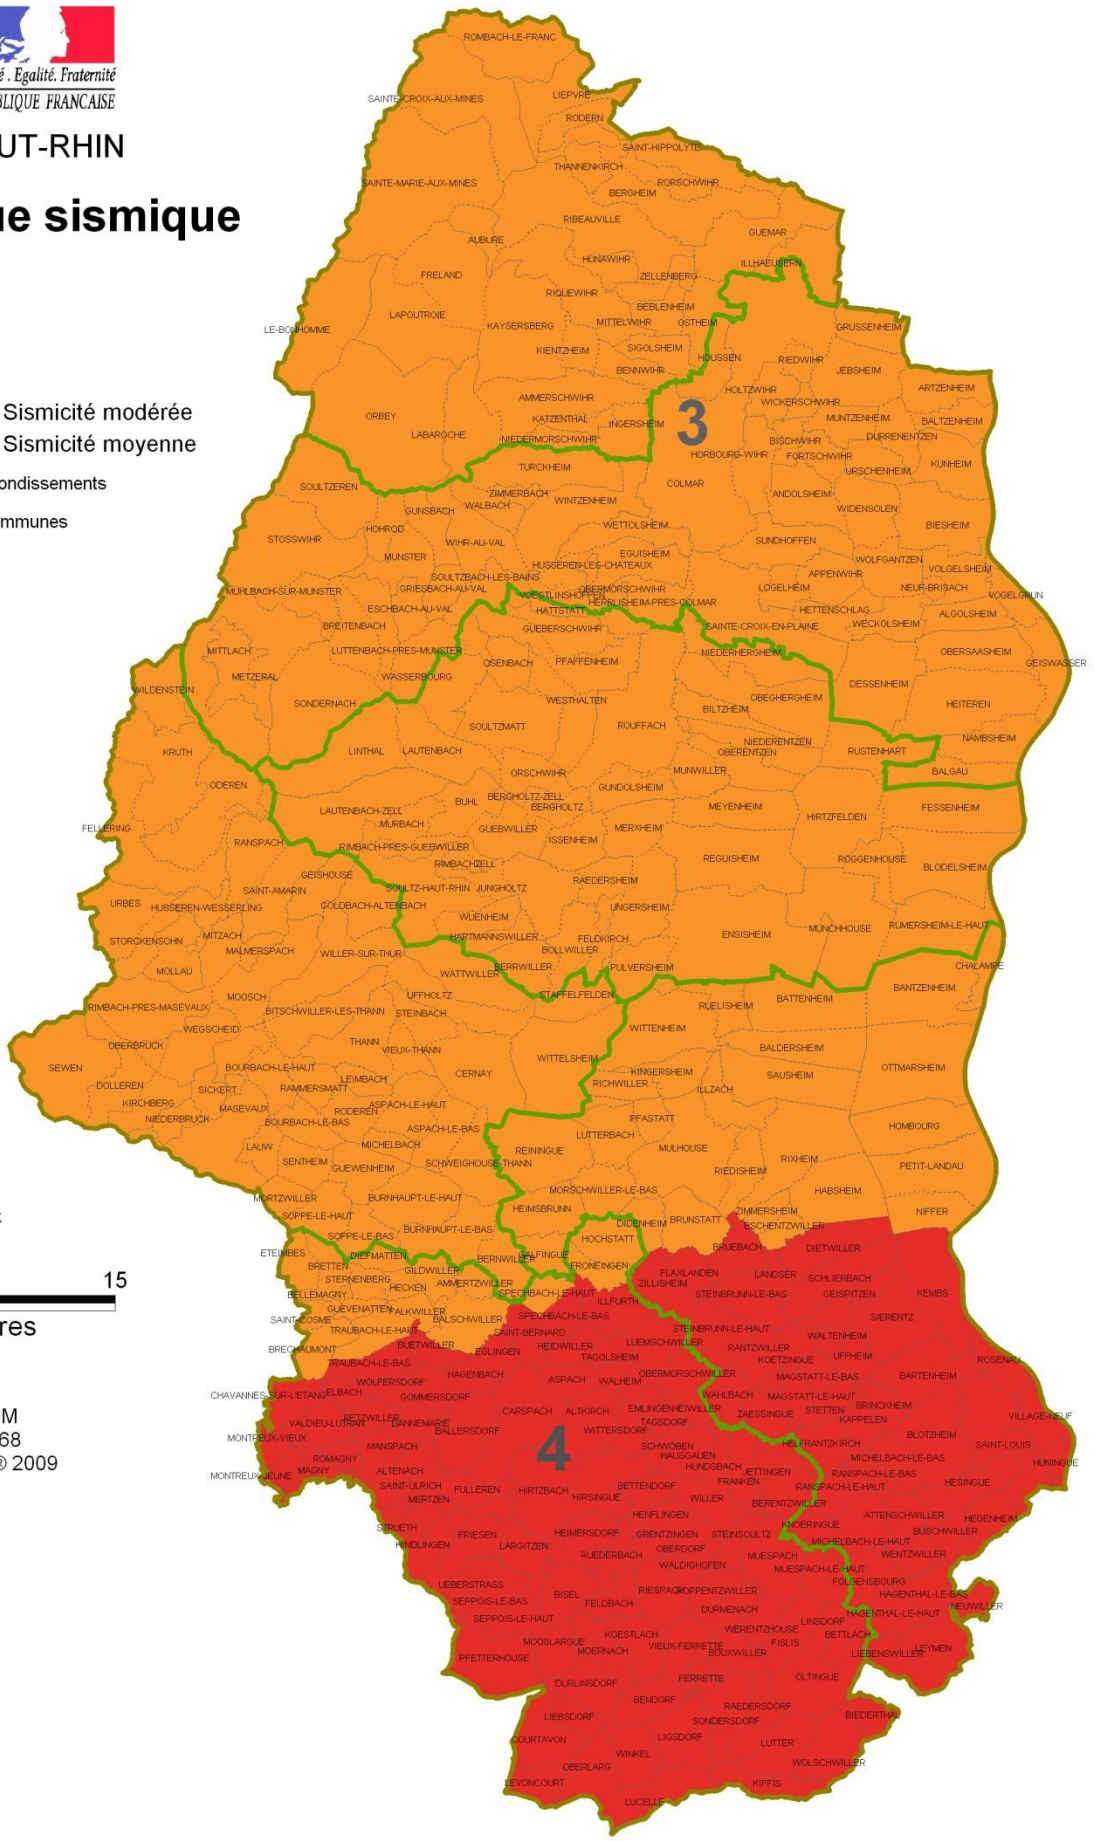 é . Egalité . Fraternité
BLIQUE FRANCAISE
UT-RHIN
ue sismique
Sismicité modérée
Sismicité moyenne
ondissements
mmunes
15
res
M
68
® 2009
ROMBACH-LE-FRANC
SAINTE-CROIX-AUX-MINES
LIEPVRE
RODERN
SAINT-HIPPOLYTE
THANNENKIRCH
SAINTE-MARIE-AUX-MINES
RORSCHWIHR
BERGHEIM
RIBEAUVILLE
GUEMAR
AUBURE
HUNAWIHR
ILLHAEUSERN
FRELAND
ZELLENBERG
RIQUEWIHR
BEBLENHEIM
LAPOUTROIE
KAYSERSBERG
MITTELWIHR
OSTHEIM
LE-BONHOMME
GRUSSENHEIM
KIENTZHEIM
SIGOLSHEIM
HOUSSEN
RIEDWIHR
BENNWIHR
JEBSHEIM
HOLTZWIHR
ARTZENHEIM
AMMERSCHWIHR
WICKERSCHWIHR
ORBEY
KATZENTHAL
INGERSHEIM
3
MUNTZENHEIM
BALTZENHEIM
LABAROCHE
NIEDERMORSCHWIHR
BISCHWIHR
DURRENENTZEN
HORBOURG-WIHR
FORTSCHWIHR
TURCKHEIM
URSCHENHEIM
KUNHEIM
SOULTZEREN
COLMAR
ZIMMERBACH
WINTZENHEIM
ANDOLSHEIM
GUNSBACH
WALBACH
WIDENSOLEN
HOHROD
WETTOLSHEIM
BIESHEIM
STOSSWIHR
WIHR-AU-VAL
SUNDHOFFEN
MUNSTER
EGUISHEIM
WOLFGANTZEN
HUSSEREN-LES-CHATEAUX
VOLGELSHEIM
SOULTZBACH-LES-BAINS
APPENWIHR
MUHLBACH-SUR-MUNSTER
GRIESBACH-AU-VAL
OBERMORSCHWIHR
LOGELHEIM
NEUF-BRISACH
VOEGTLINSHOFFEN
HERRLISHEIM-PRES-COLMAR
VOGELGRUN
ESCHBACH-AU-VAL
HATTSTATT
HETTENSCHLAG
ALGOLSHEIM
BREITENBACH
GUEBERSCHWIHR
SAINTE-CROIX-EN-PLAINE
WECKOLSHEIM
MITTLACH
LUTTENBACH-PRES-MUNSTER
NIEDERHERGHEIM
OBERSAASHEIM
OSENBACH
PFAFFENHEIM
GEISWASSER
METZERAL
WASSERBOURG
DESSENHEIM
WILDENSTEIN
SONDERNACH
WESTHALTEN
OBEGHERGHEIM
HEITEREN
BILTZHEIM
SOULTZMATT
ROUFFACH
NAMBSHEIM
KRUTH
LINTHAL
LAUTENBACH
NIEDERENTZEN
OBERENTZEN
RUSTENHART
ORSCHWIHR
MUNWILLER
BALGAU
ODEREN
GUNDOLSHEIM
BERGHOLTZ-ZELL
BUHL
BERGHOLTZ
MEYENHEIM
FESSENHEIM
LAUTENBACH-ZELL
HIRTZFELDEN
FELLERING
MURBACH
GUEBWILLER
MERXHEIM
RANSPACH
RIMBACH-PRES-GUEBWILLER
ISSENHEIM
REGUISHEIM
ROGGENHOUSE
RIMBACHZELL
BLODELSHEIM
GEISHOUSE
RAEDERSHEIM
SAINT-AMARIN
SOULTZ-HAUT-RHIN
JUNGHOLTZ
URBES
HUSSEREN-WESSERLING
GOLDBACH-ALTENBACH
UNGERSHEIM
WUENHEIM
MUNCHHOUSE
RUMERSHEIM-LE-HAUT
STORCKENSOHN
MITZACH
HARTMANNSWILLER
FELDKIRCH
ENSISHEIM
MALMERSPACH
WILLER-SUR-THUR
BOLLWILLER
MOLLAU
WATTWILLER
BERRWILLER
PULVERSHEIM
CHALAMPE
MOOSCH
UFFHOLTZ
STAFFELFELDEN
BATTENHEIM
BANTZENHEIM
RIMBACH-PRES-MASEVAUX
BITSCHWILLER-LES-THANN
STEINBACH
RUELISHEIM
WEGSCHEID
WITTENHEIM
OBERBRUCK
THANN
VIEUX-THANN
WITTELSHEIM
BALDERSHEIM
SEWEN
BOURBACH-LE-HAUT
CERNAY
KINGERSHEIM
SAUSHEIM
OTTMARSHEIM
DOLLEREN
LEIMBACH
RICHWILLER
SICKERT
RAMMERSMATT
ILLZACH
KIRCHBERG
MASEVAUX
ASPACH-LE-HAUT
RODEREN
NIEDERBRUCK
BOURBACH-LE-BAS
PFASTATT
ASPACH-LE-BAS
LUTTERBACH
HOMBOURG
LAUW
MICHELBACH
REININGUE
MULHOUSE
SENTHEIM
GUEWENHEIM
SCHWEIGHOUSE-THANN
RIXHEIM
PETIT-LANDAU
RIEDISHEIM
MORTZWILLER
BURNHAUPT-LE-HAUT
MORSCHWILLER-LE-BAS
HABSHEIM
HEIMSBRUNN
ZIMMERSHEIM
NIFFER
SOPPE-LE-HAUT
DIDENHEIM
BRUNSTATT
ESCHENTZWILLER
SOPPE-LE-BAS
BURNHAUPT-LE-BAS
HOCHSTATT
BRUEBACH
DIETWILLER
ETEIMBES
DIEFMATTEN
BERNWILLER
GALFINGUE
BRETTEN
GILDWILLER
FRONEINGEN
FLAXLANDEN
LANDSER
SCHLIERBACH
STERNENBERG
HECKEN
AMMERTZWILLER
ZILLISHEIM
BELLEMAGNY
SPECHBACH-LE-HAUT
ILLFURTH
STEINBRUNN-LE-BAS
GEISPITZEN
KEMBS
GUEVENATTEN
FALKWILLER
SAINT-COSME
BALSCHWILLER
SPECHBACH-LE-BAS
SIERENTZ
TRAUBACH-LE-HAUT
SAINT-BERNARD
STEINBRUNN-LE-HAUT
WALTENHEIM
BRECHAUMONT
BUETWILLER
EGLINGEN
HEIDWILLER
LUEMSCHWILLER
RANTZWILLER
UFFHEIM
TRAUBACH-LE-BAS
TAGOLSHEIM
KOETZINGUE
ROSENAU
HAGENBACH
OBERMORSCHWILLER
MAGSTATT-LE-BAS
BARTENHEIM
WOLFERSDORF
ASPACH
WALHEIM
CHAVANNES-SUR-L'ETANG
ELBACH
GOMMERSDORF
WAHLBACH
MAGSTATT-LE-HAUT
BRINCKHEIM
CARSPACH
ALTKIRCH
EMLINGEN
HEIWILLER
ZAESSINGUE
STETTEN
VILLAGE-NEUF
VALDIEU-LUTRAN
RETZWILLER
DANNEMARIE
TAGSDORF
KAPPELEN
BALLERSDORF
WITTERSDORF
BLOTZHEIM
MONTREUX-VIEUX
MANSPACH
4
SCHWOBEN
HELFRANTZKIRCH
SAINT-LOUIS
HAUSGAUEN
MICHELBACH-LE-BAS
ROMAGNY
HUNDSBACH
HUNINGUE
MONTREUX-JEUNE
MAGNY
ALTENACH
JETTINGEN
RANSPACH-LE-BAS
SAINT-ULRICH
BETTENDORF
FRANKEN
RANSPACH-LE-HAUT
HESINGUE
FULLEREN
HIRTZBACH
MERTZEN
HIRSINGUE
WILLER
BERENTZWILLER
HENFLINGEN
ATTENSCHWILLER
HEGENHEIM
STRUETH
KNOERINGUE
BUSCHWILLER
FRIESEN
HEIMERSDORF
GRENTZINGEN
STEINSOULTZ
HINDLINGEN
LARGITZEN
OBERDORF
MICHELBACH-LE-HAUT
RUEDERBACH
MUESPACH
WENTZWILLER
WALDIGHOFEN
MUESPACH-LE-HAUT
FOLGENSBOURG
UEBERSTRASS
RIESPACH
ROPPENTZWILLER
BISEL
HAGENTHAL-LE-BAS
SEPPOIS-LE-BAS
FELDBACH
NEUWILLER
DURMENACH
HAGENTHAL-LE-HAUT
SEPPOIS-LE-HAUT
LINSDORF
WERENTZHOUSE
KOESTLACH
BETTLACH
MOOSLARGUE
VIEUX-FERRETTE
FISLIS
LEYMEN
MOERNACH
BOUXWILLER
LIEBENSWILLER
PFETTERHOUSE
FERRETTE
OLTINGUE
DURLINSDORF
BENDORF
RAEDERSDORF
LIEBSDORF
BIEDERTHAL
SONDERSDORF
COURTAVON
LIGSDORF
LUTTER
WINKEL
WOLSCHWILLER
OBERLARG
LEVONCOURT
KIFFIS
LUCELLE